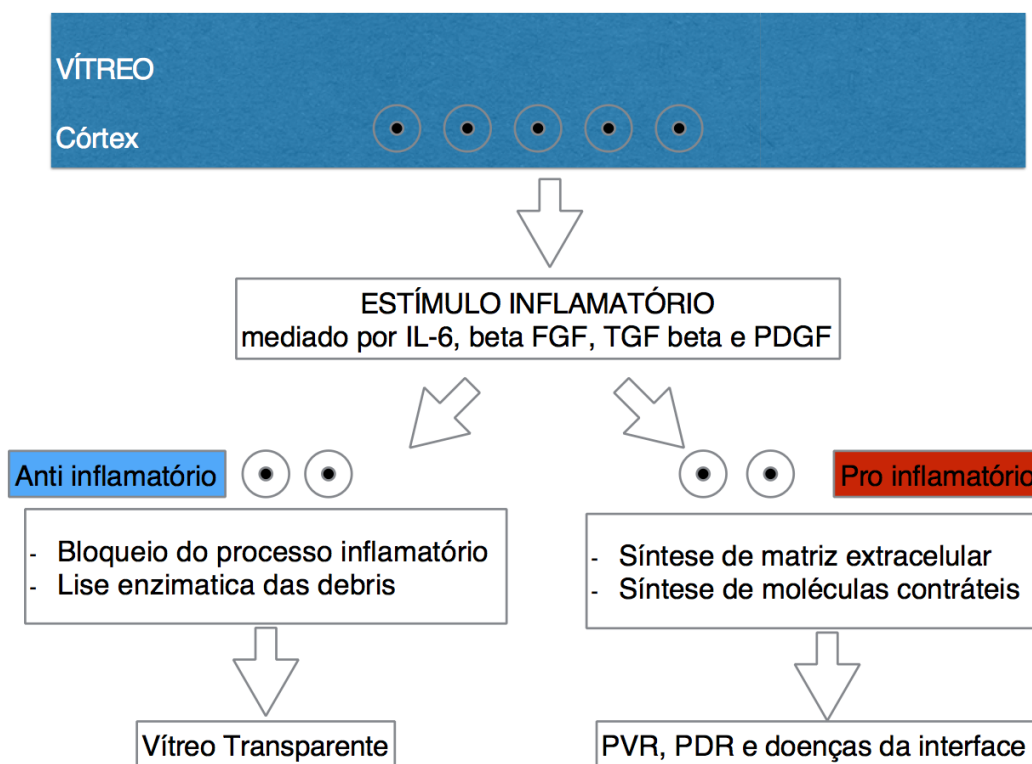 VÍTREO
Córtex
ESTÍMULO INFLAMATÓRIO
mediado por IL-6, beta FGF, TGF beta e PDGF
Anti inflamatório
Pro inflamatório
- Bloqueio do processo inflamatório
- Lise enzimatica das debris
- Síntese de matriz extracelular
- Síntese de moléculas contráteis
Vítreo Transparente
PVR, PDR e doenças da interface